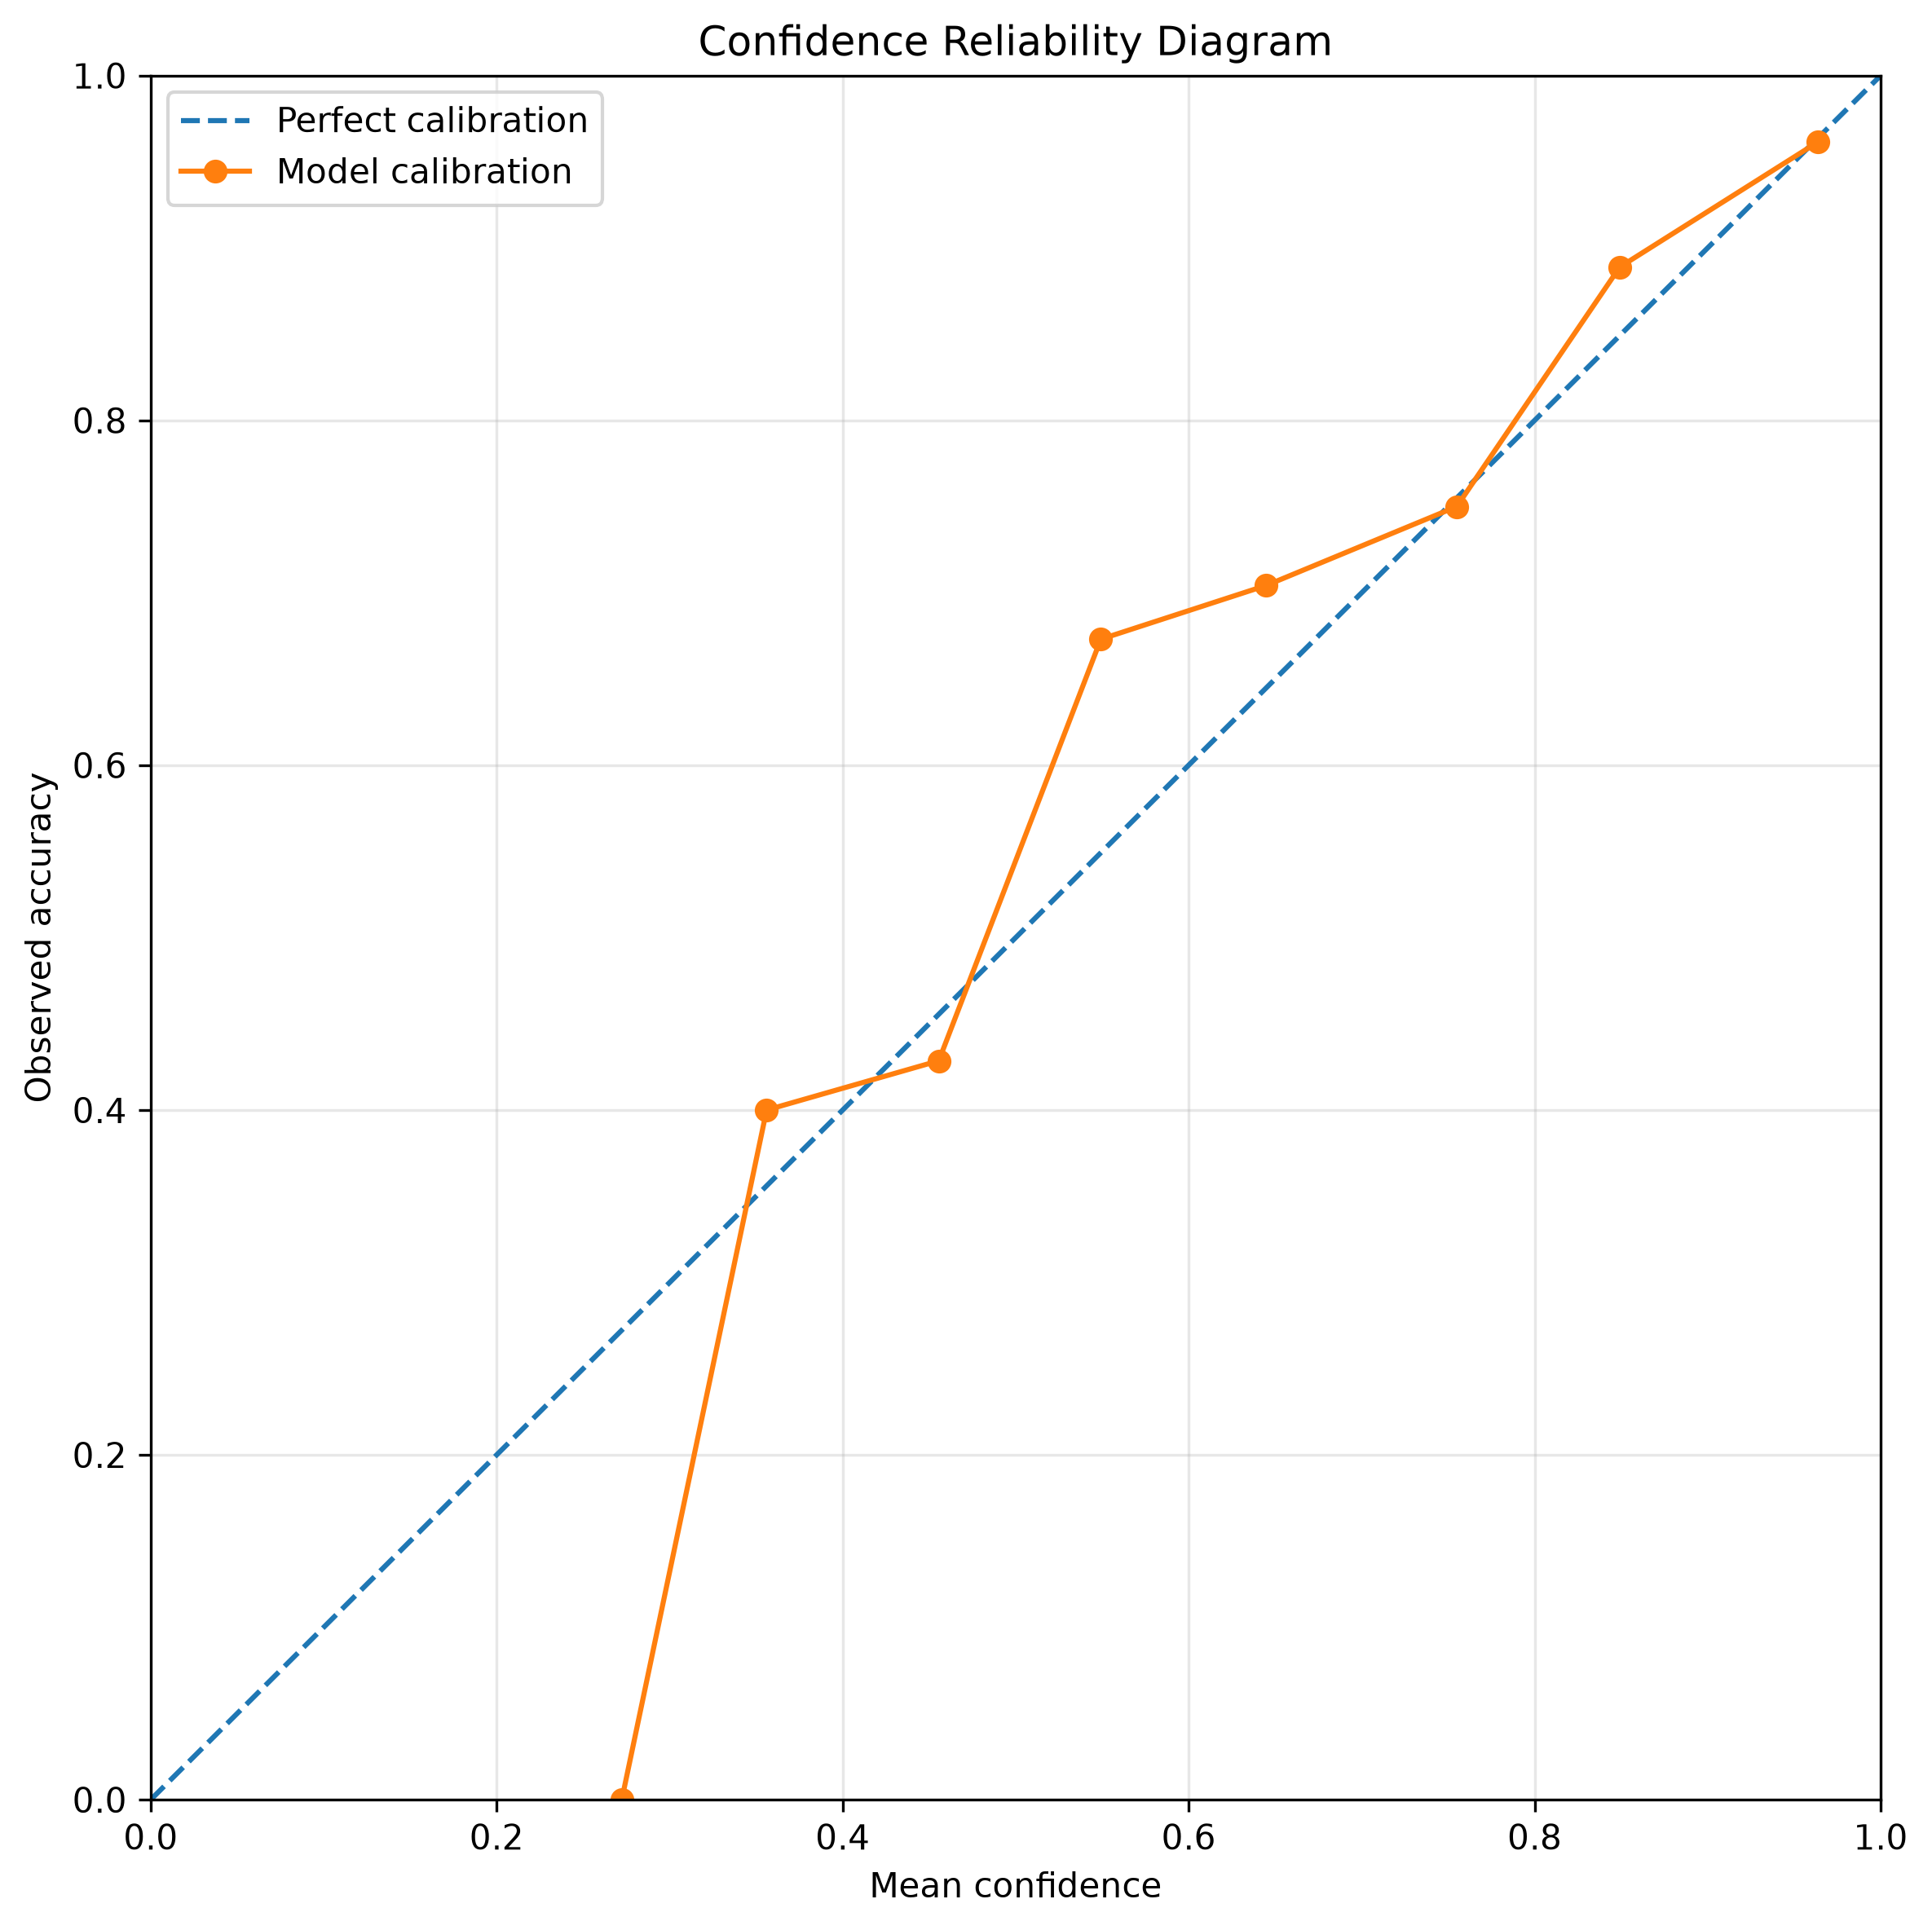 Confidence Reliability Diagram
Perfect calibration
Model calibration
1.0
0.8
0.6
0.4
0.2
0.0
Observed accuracy
0.0 0.2 0.4 0.6 0.8 1.0
Mean confidence